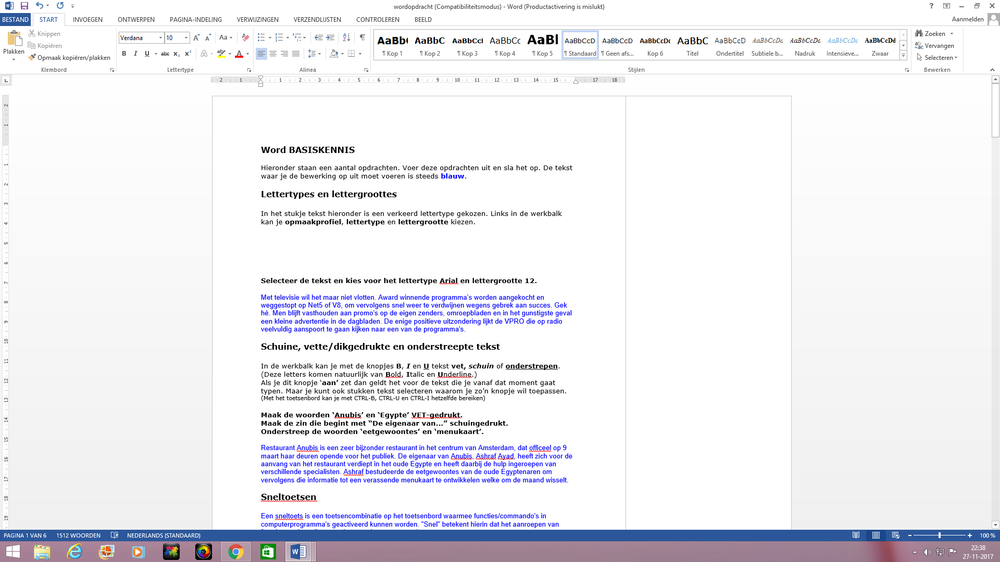 wordopdracht (Compatibiliteitsmodus) - Word (Productactivering is mislukt)
BESTAND START INVOEGEN ONTWERPEN PAGINA-INDELING VERWIJZINGEN VERZENDLIJSTEN CONTROLEREN BEELD Aanmelden
Plakken
Knippen
Kopiëren
Opmaak kopiëren/plakken
Klembord
Verdana 10
B I U abc x₂ x²
Lettertype
Alinea
AaBbC AaBbC AaBbCcI AaBbCc AaBl AaBbCcD AaBbCcD AaBbCcDc AaBbC AaBbCcD AaBbCcDc AaBbCcDc AaBbCcDc AaBbCcDd
¶ Kop 1 ¶ Kop 2 ¶ Kop 3 ¶ Kop 4 ¶ Kop 5 ¶ Standaard ¶ Geen afs... Kop 6 Titel Ondertitel Subtiele b... Nadruk Intensieve... Zwaar
Stijlen
Zoeken
Vervangen
Selecteren
Bewerken
2 1 1 2 3 4 5 6 7 8 9 10 11 12 13 14 15 17 18
Word BASISKENNIS
Hieronder staan een aantal opdrachten. Voer deze opdrachten uit en sla het op. De tekst
waar je de bewerking op uit moet voeren is steeds blauw.
Lettertypes en lettergroottes
In het stukje tekst hieronder is een verkeerd lettertype gekozen. Links in de werkbalk
kan je opmaakprofiel, lettertype en lettergrootte kiezen.
Selecteer de tekst en kies voor het lettertype Arial en lettergrootte 12.
Met televisie wil het maar niet vlotten. Award winnende programma's worden aangekocht en
weggestopt op Net5 of V8, om vervolgens snel weer te verdwijnen wegens gebrek aan succes. Gek
hè. Men blijft vasthouden aan promo's op de eigen zenders, omroepbladen en in het gunstigste geval
een kleine advertentie in de dagbladen. De enige positieve uitzondering lijkt de VPRO die op radio
veelvuldig aanspoort te gaan kijken naar een van de programma's.
Schuine, vette/dikgedrukte en onderstreepte tekst
In de werkbalk kan je met de knopjes B, I en U tekst vet, schuin of onderstrepen.
(Deze letters komen natuurlijk van Bold, Italic en Underline.)
Als je dit knopje ‘aan’ zet dan geldt het voor de tekst die je vanaf dat moment gaat
typen. Maar je kunt ook stukken tekst selecteren waarom je zo’n knopje wil toepassen.
(Met het toetsenbord kan je met CTRL-B, CTRL-U en CTRL-I hetzelfde bereiken)
Maak de woorden ‘Anubis’ en ‘Egypte’ VET-gedrukt.
Maak de zin die begint met “De eigenaar van...” schuingedrukt.
Onderstreep de woorden ‘eetgewoontes’ en ‘menukaart’.
Restaurant Anubis is een zeer bijzonder restaurant in het centrum van Amsterdam, dat officeel op 9
maart haar deuren opende voor het publiek. De eigenaar van Anubis, Ashraf Ayad, heeft zich voor de
aanvang van het restaurant verdiept in het oude Egypte en heeft daarbij de hulp ingeroepen van
verschillende specialisten. Ashraf bestudeerde de eetgewoontes van de oude Egyptenaren om
vervolgens die informatie tot een verassende menukaart te ontwikkelen welke om de maand wisselt.
Sneltoetsen
Een sneltoets is een toetsencombinatie op het toetsenbord waarmee functies/commando's in
computerprogramma's geactiveerd kunnen worden. "Snel" betekent hierin dat het aanroepen van
PAGINA 1 VAN 6 1512 WOORDEN NEDERLANDS (STANDAARD) 100 %
22:38
27-11-2017